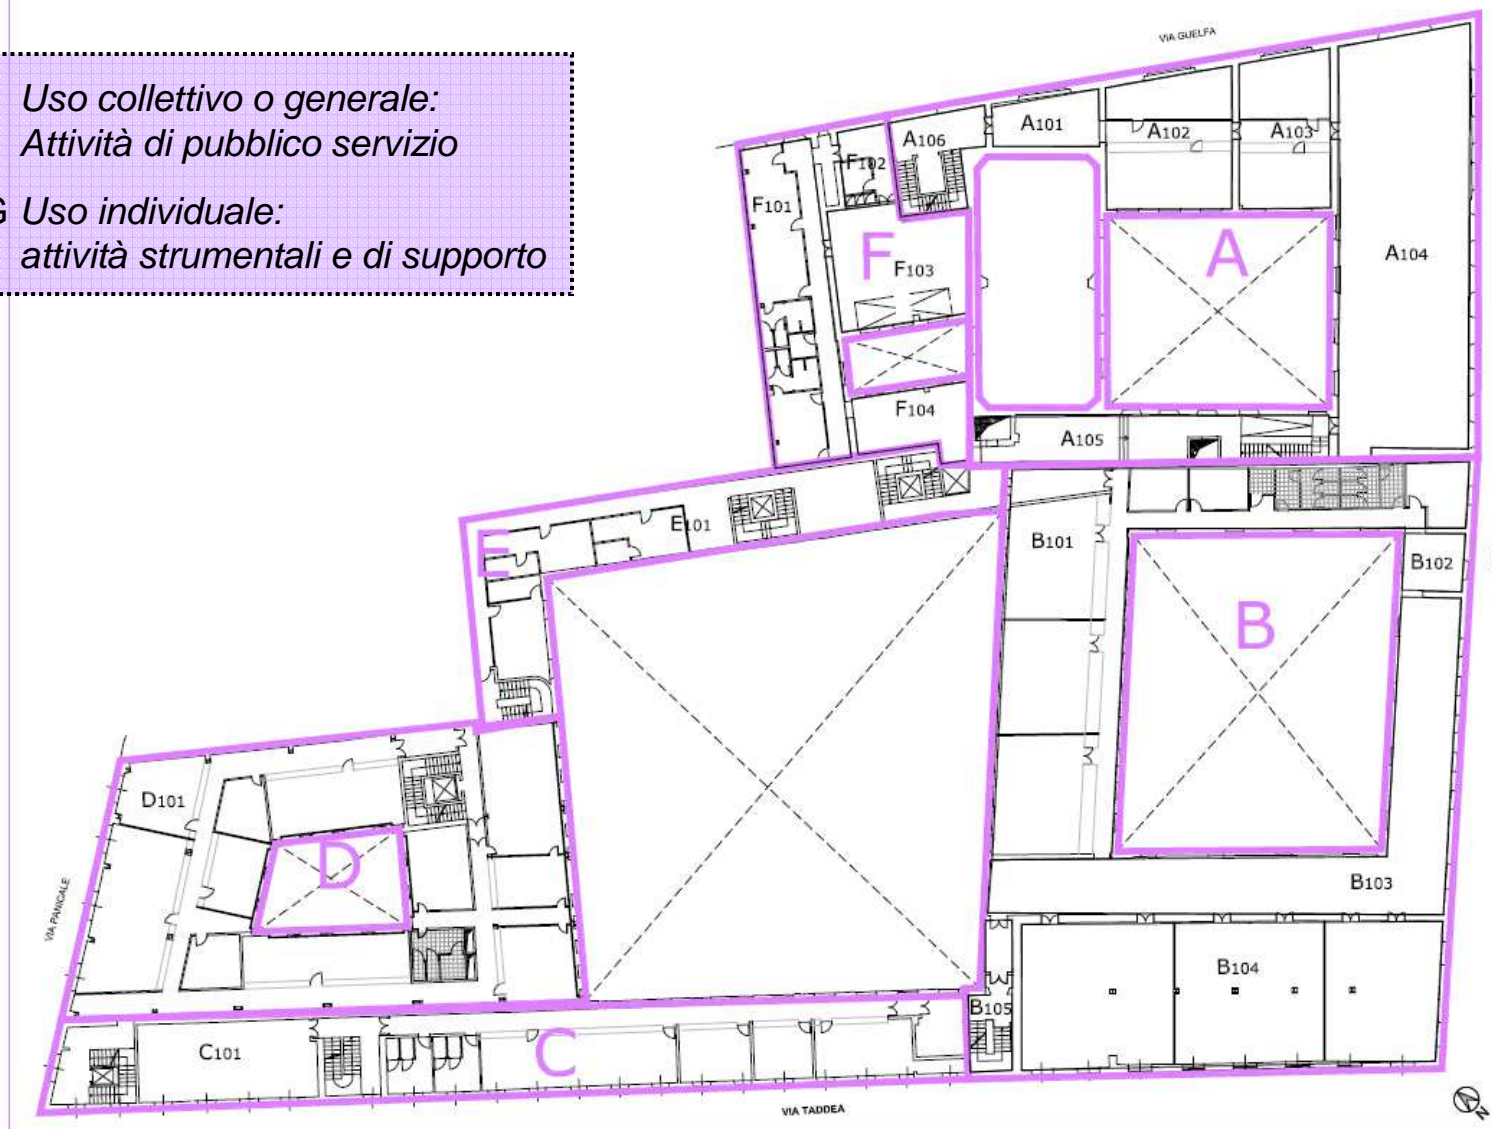 Uso collettivo o generale:
Attività di pubblico servizio
G Uso individuale:
attività strumentali e di supporto
VIA GUELFA
A106
A101
A102
A103
F102
F101
F
F103
A
A104
F104
A105
E
E101
B101
B102
B
D101
D
B103
VIA PANICALE
B104
B105
C101
C
VIA TADDEA
N